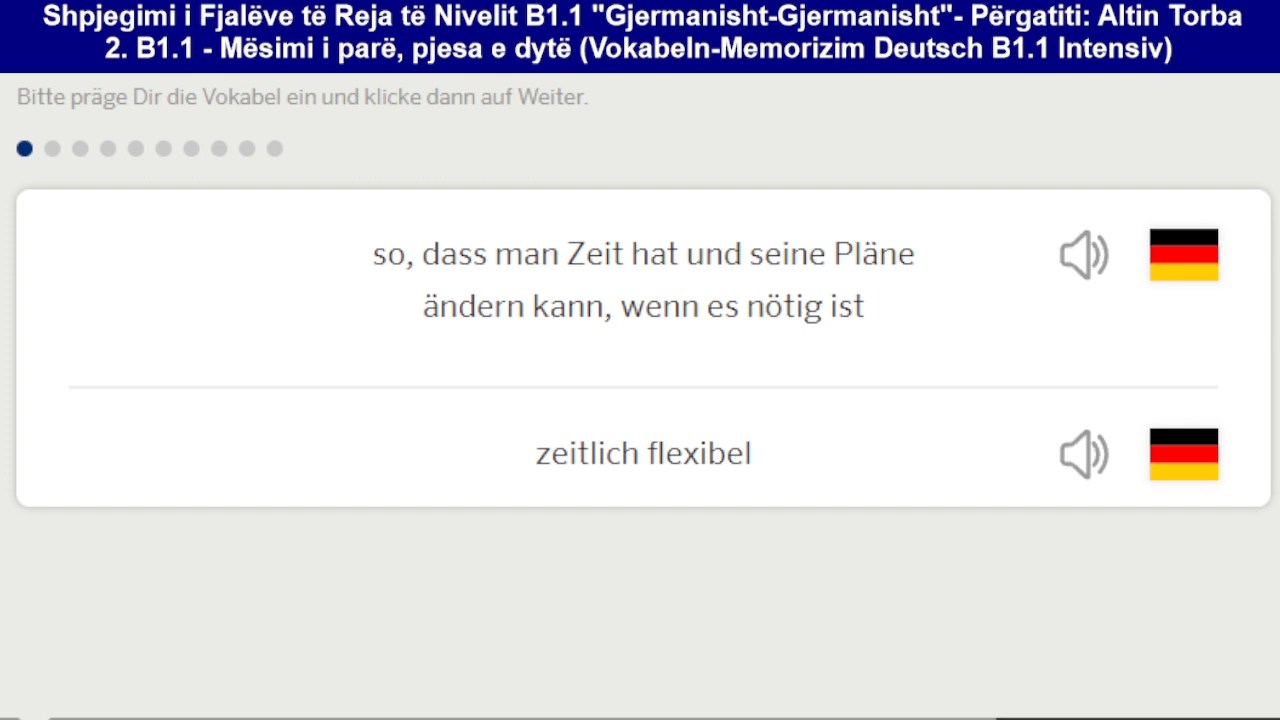 Shpjegimi i Fjalëve të Reja të Nivelit B1.1 "Gjermanisht-Gjermanisht"- Përgatiti: Altin Torba
2. B1.1 - Mësimi i parë, pjesa e dytë (Vokabeln-Memorizim Deutsch B1.1 Intensiv)
Bitte präge Dir die Vokabel ein und klicke dann auf Weiter.
so, dass man Zeit hat und seine Pläne
ändern kann, wenn es nötig ist
zeitlich flexibel